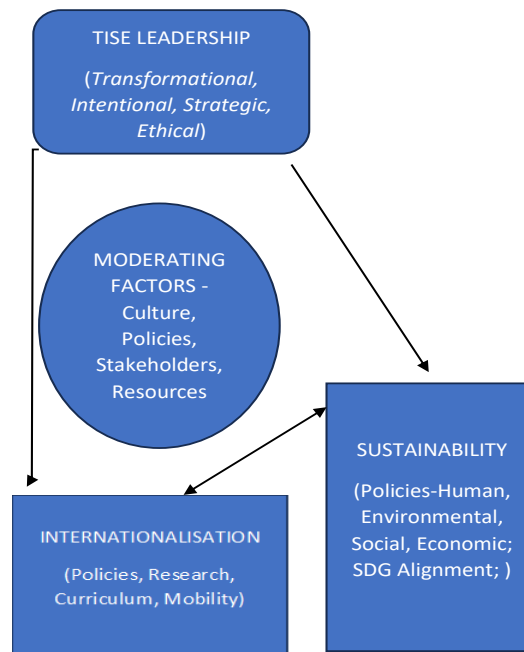 TISE LEADERSHIP
(Transformational,
Intentional, Strategic,
Ethical)
MODERATING
FACTORS -
Culture,
Policies,
Stakeholders,
Resources
SUSTAINABILITY
(Policies-Human,
Environmental,
Social, Economic;
SDG Alignment; )
INTERNATIONALISATION
(Policies, Research,
Curriculum, Mobility)